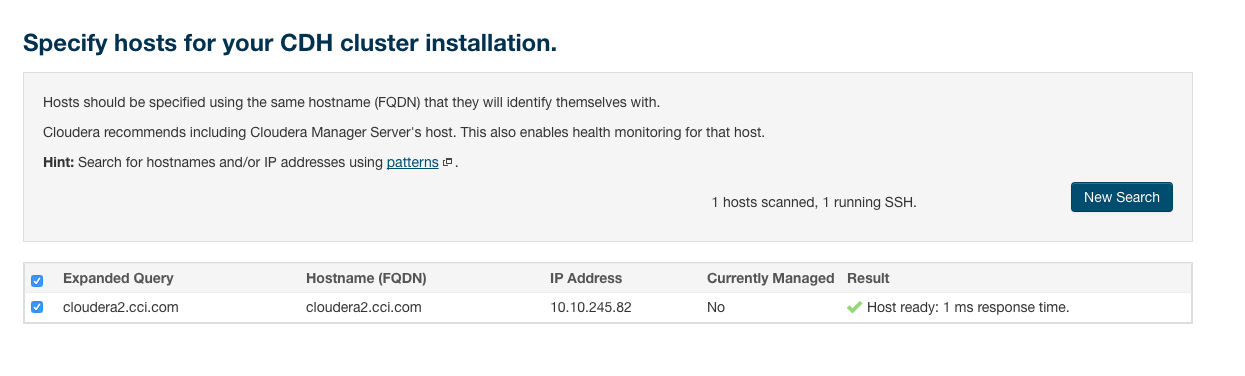 Specify hosts for your CDH cluster installation.
Hosts should be specified using the same hostname (FQDN) that they will identify themselves with.
Cloudera recommends including Cloudera Manager Server's host. This also enables health monitoring for that host.
Hint: Search for hostnames and/or IP addresses using patterns .
1 hosts scanned, 1 running SSH.
New Search
Expanded Query Hostname (FQDN) IP Address Currently Managed Result
cloudera2.cci.com cloudera2.cci.com 10.10.245.82 No Host ready: 1 ms response time.